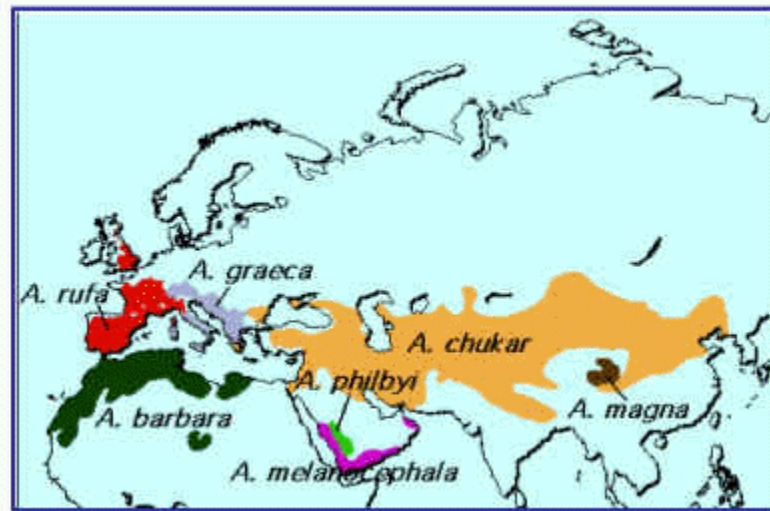 A. graeca
A. rufa
A. chukar
A. philbyi
A. magna
A. barbara
A. melanocephala